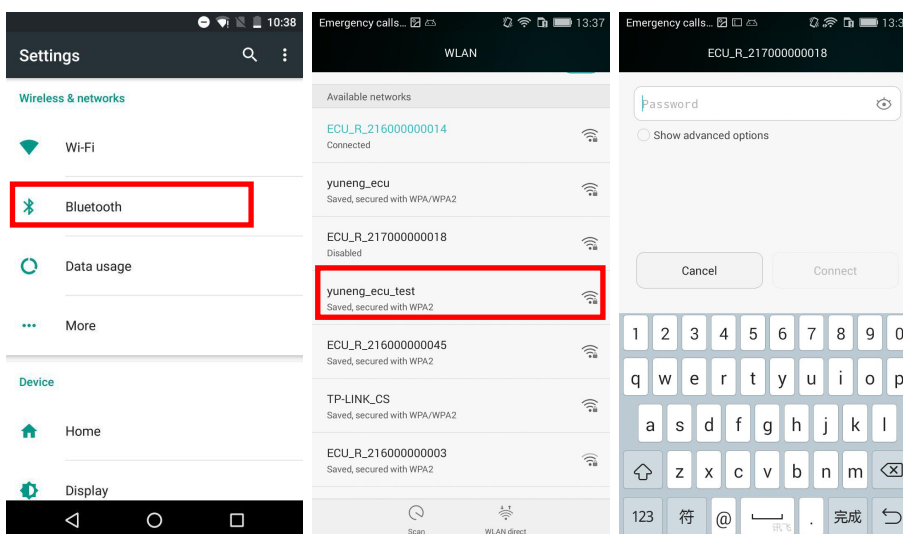 10:38
Settings
Wireless & networks
Wi-Fi
Bluetooth
Data usage
More
Device
Home
Display
Emergency calls...
13:37
WLAN
Available networks
ECU_R_216000000014
Connected
yuneng_ecu
Saved, secured with WPA/WPA2
ECU_R_217000000018
Disabled
yuneng_ecu_test
Saved, secured with WPA2
ECU_R_216000000045
Saved, secured with WPA2
TP-LINK_CS
Saved, secured with WPA/WPA2
ECU_R_216000000003
Saved, secured with WPA2
Scan
WLAN direct
Emergency calls...
13:3
ECU_R_217000000018
Password
Show advanced options
Cancel
Connect
1 2 3 4 5 6 7 8 9 0
q w e r t y u i o p
a s d f g h j k l
z x c v b n m
123 符 @ 讯飞 . 完成